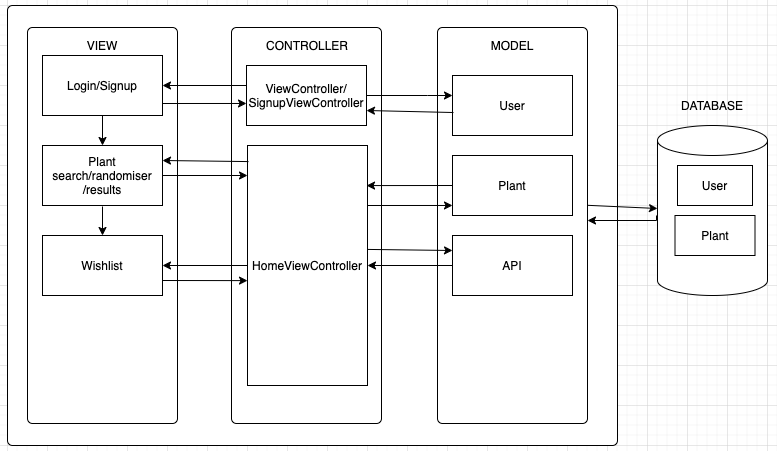 VIEW
Login/Signup
Plant
search/randomiser
/results
Wishlist
CONTROLLER
ViewController/
SignupViewController
HomeViewController
MODEL
User
Plant
API
DATABASE
User
Plant